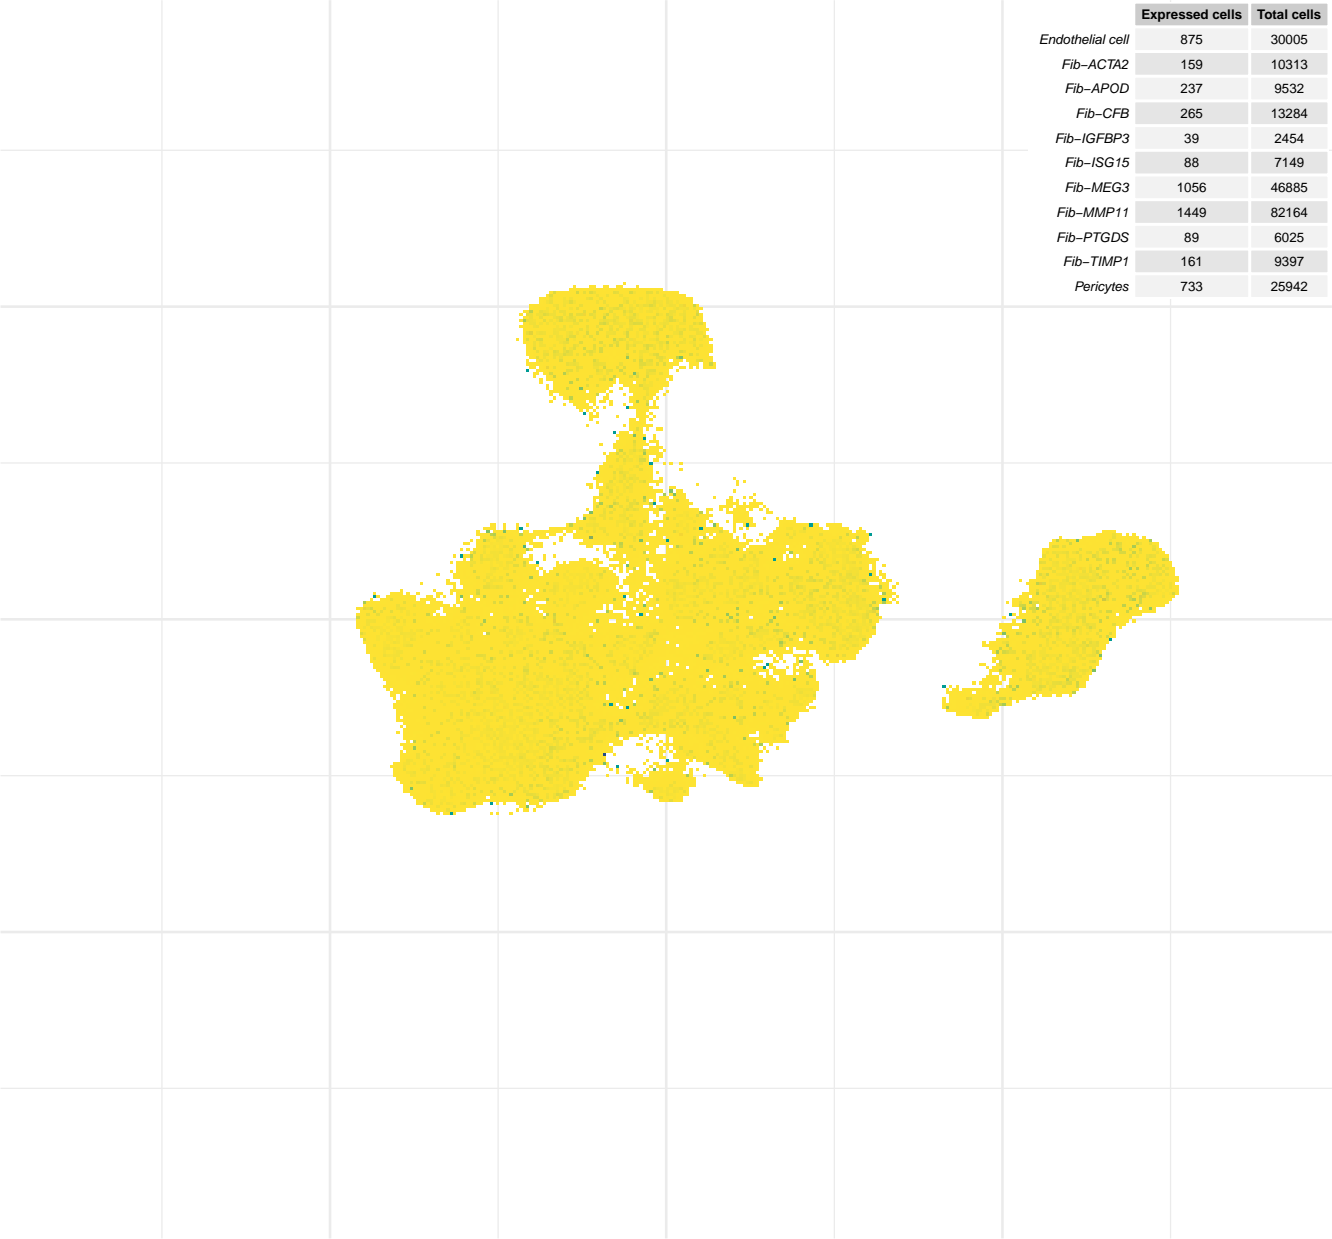 Expressed cells Total cells
Endothelial cell 875 30005
Fib−ACTA2 159 10313
Fib−APOD 237 9532
Fib−CFB 265 13284
Fib−IGFBP3 39 2454
Fib−ISG15 88 7149
Fib−MEG3 1056 46885
Fib−MMP11 1449 82164
Fib−PTGDS 89 6025
Fib−TIMP1 161 9397
Pericytes 733 25942